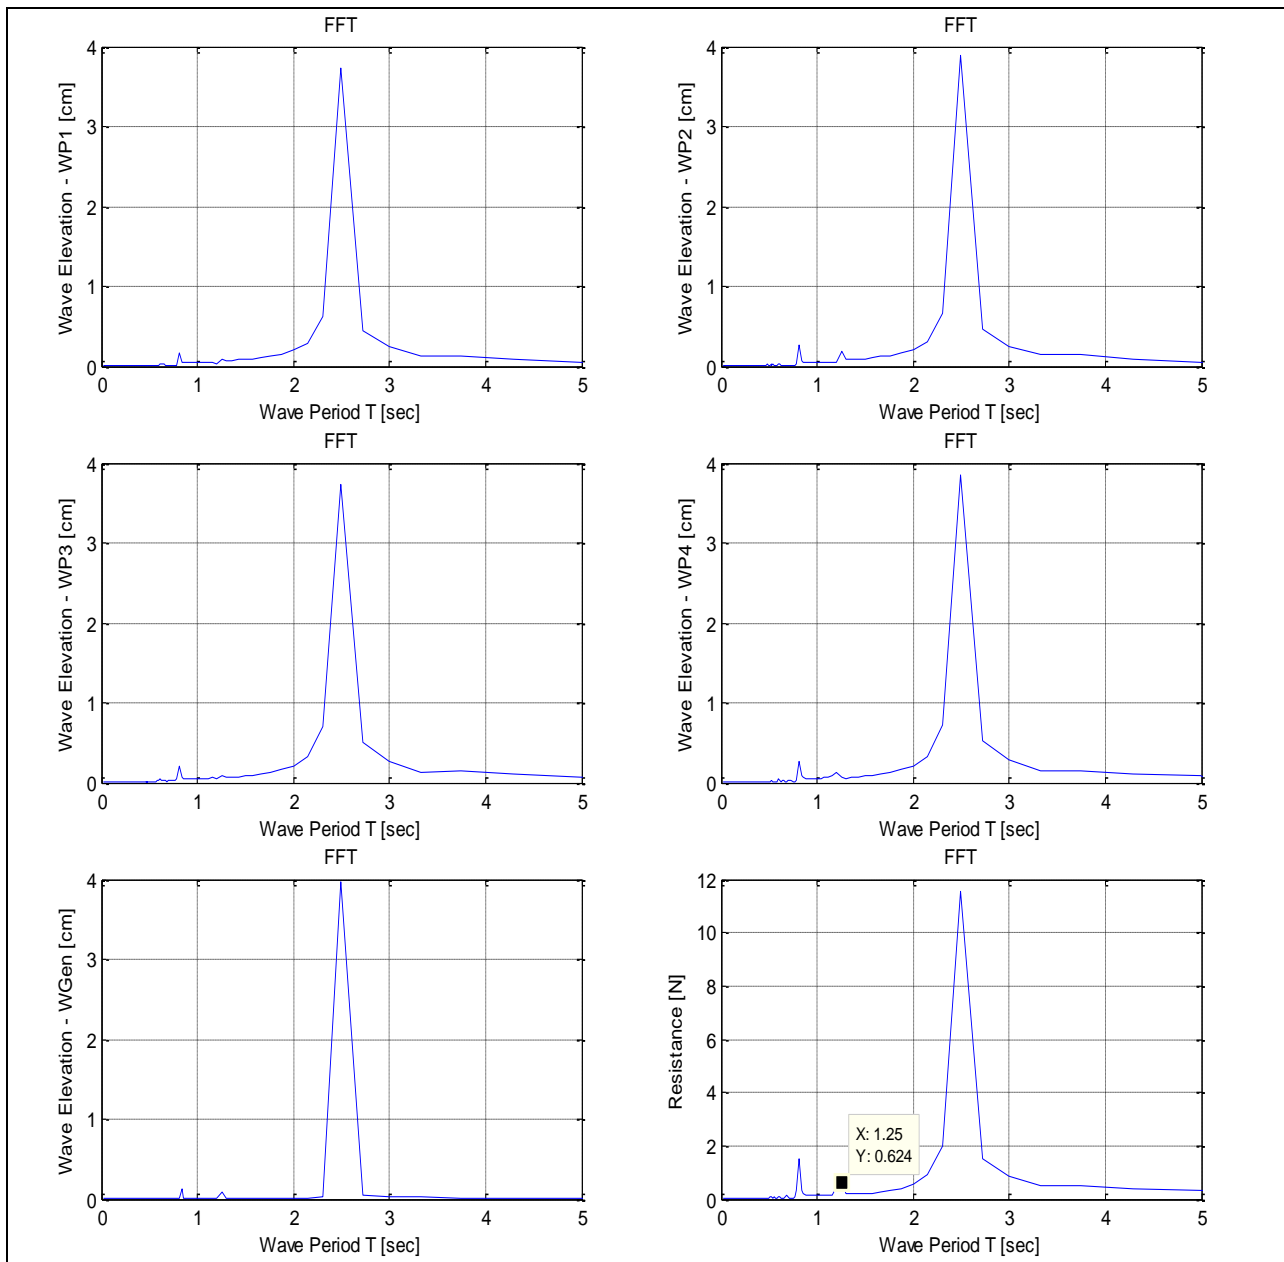 FFT
Wave Elevation - WP1 [cm]
4
3
2
1
0
0 1 2 3 4 5
Wave Period T [sec]
FFT
Wave Elevation - WP2 [cm]
4
3
2
1
0
0 1 2 3 4 5
Wave Period T [sec]
FFT
Wave Elevation - WP3 [cm]
4
3
2
1
0
0 1 2 3 4 5
Wave Period T [sec]
FFT
Wave Elevation - WP4 [cm]
4
3
2
1
0
0 1 2 3 4 5
Wave Period T [sec]
FFT
Wave Elevation - WGen [cm]
4
3
2
1
0
0 1 2 3 4 5
Wave Period T [sec]
FFT
Resistance [N]
12
10
8
6
4
2
0
X: 1.25
Y: 0.624
0 1 2 3 4 5
Wave Period T [sec]